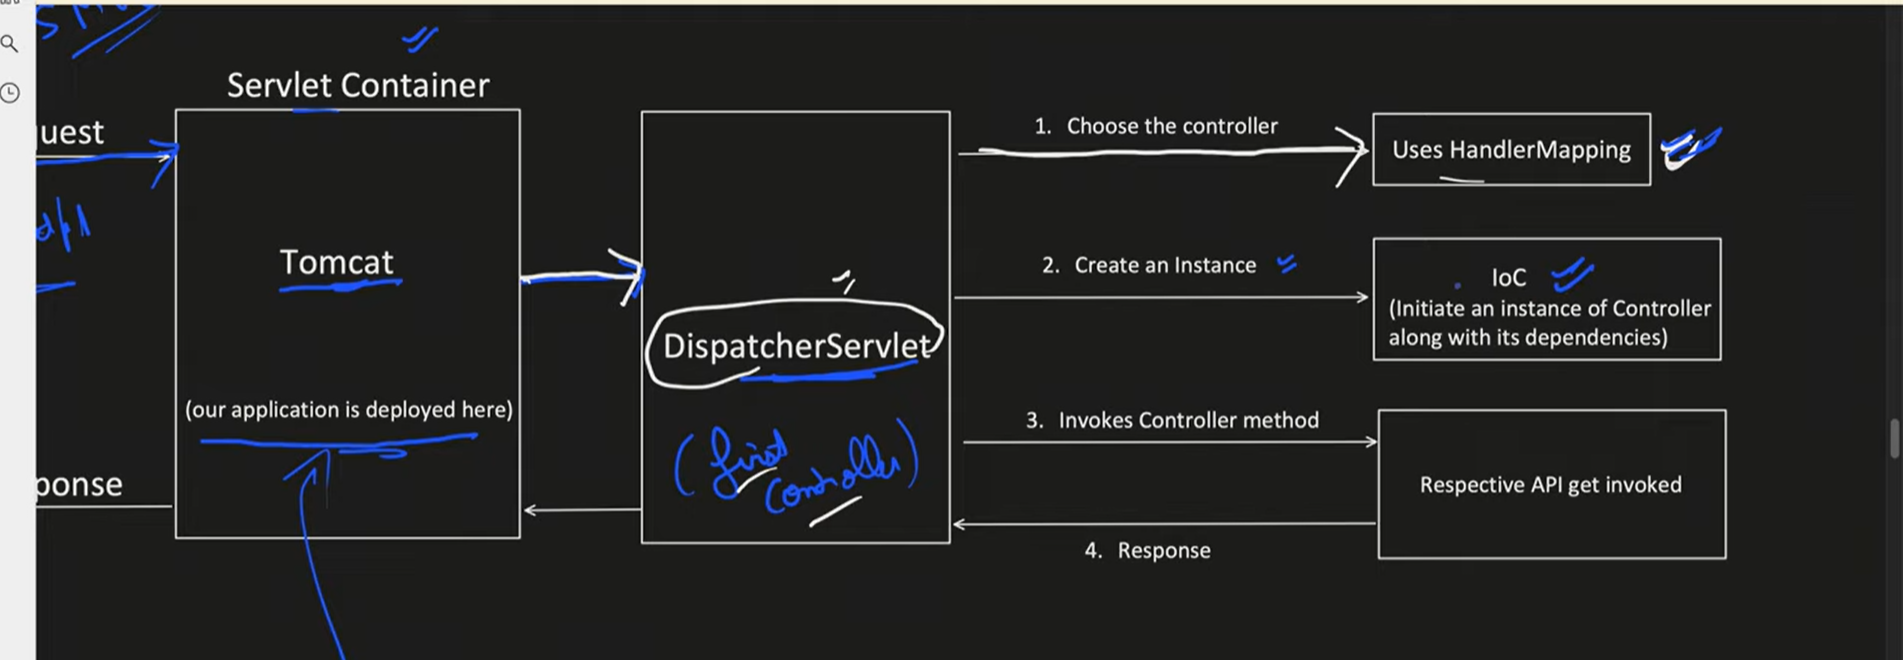 Servlet Container
uest
Tomcat
(our application is deployed here)
ponse
DispatcherServlet
(first
controller)
1. Choose the controller
Uses HandlerMapping
2. Create an Instance
IoC
(Initiate an instance of Controller
along with its dependencies)
3. Invokes Controller method
Respective API get invoked
4. Response